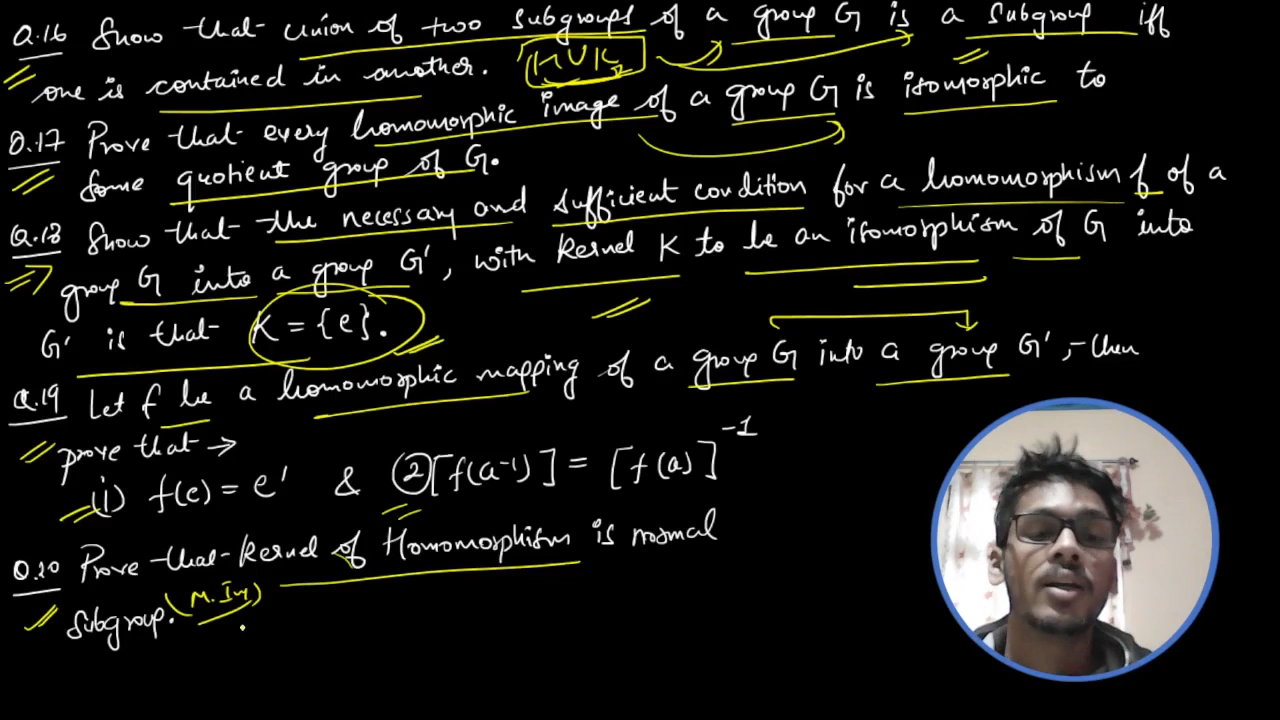 Q.16 Show that union of two subgroups of a group G is a subgroup iff
one is contained in another. H∪K
Q.17 Prove that every homomorphic image of a group G is isomorphic to
some quotient group of G.
Q.18 Show that the necessary and sufficient condition for a homomorphism f of a
group G into a group G', with kernel K to be an isomorphism of G into
G' is that K = {e}.
Q.19 Let f be a homomorphic mapping of a group G into a group G', then
prove that →
(i) f(e) = e' & (2) [f(a-1)] = [f(a)]^-1
Q.20 Prove that kernel of Homomorphism is normal
Subgroup. (M. Imp)